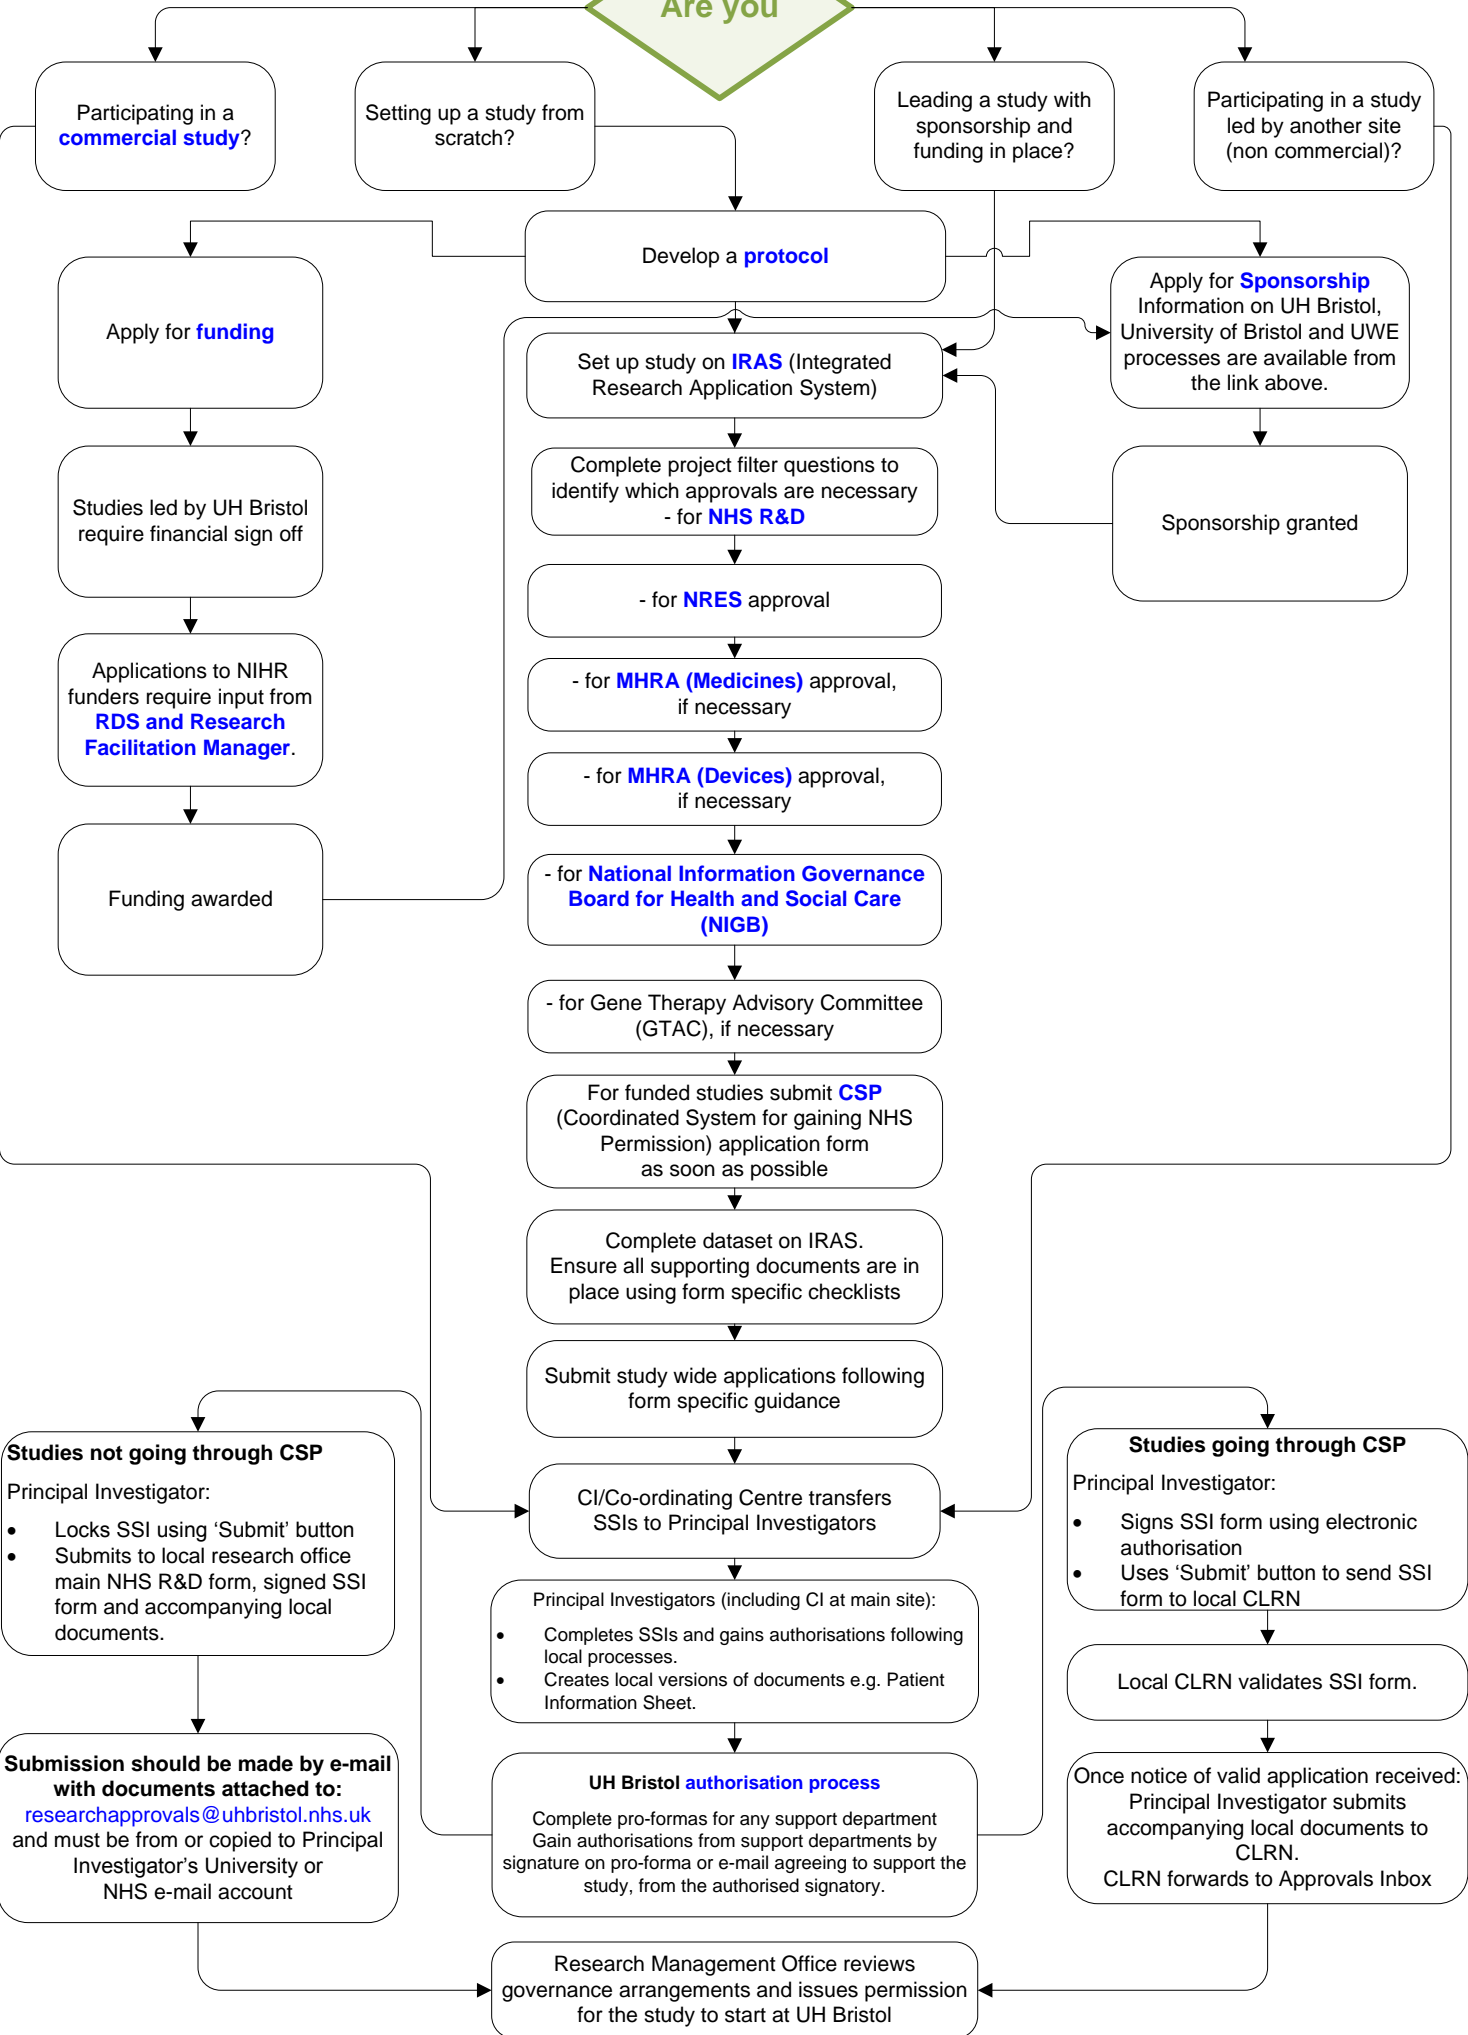 Are you
Participating in a
commercial study?
Setting up a study from
scratch?
Leading a study with
sponsorship and
funding in place?
Participating in a study
led by another site
(non commercial)?
Develop a protocol
Apply for funding
Apply for Sponsorship
Information on UH Bristol,
University of Bristol and UWE
processes are available from
the link above.
Set up study on IRAS (Integrated
Research Application System)
Studies led by UH Bristol
require financial sign off
Complete project filter questions to
identify which approvals are necessary
- for NHS R&D
Sponsorship granted
- for NRES approval
Applications to NIHR
funders require input from
RDS and Research
Facilitation Manager.
- for MHRA (Medicines) approval,
if necessary
- for MHRA (Devices) approval,
if necessary
Funding awarded
- for National Information Governance
Board for Health and Social Care
(NIGB)
- for Gene Therapy Advisory Committee
(GTAC), if necessary
For funded studies submit CSP
(Coordinated System for gaining NHS
Permission) application form
as soon as possible
Complete dataset on IRAS.
Ensure all supporting documents are in
place using form specific checklists
Submit study wide applications following
form specific guidance
Studies not going through CSP
Principal Investigator:
• Locks SSI using ‘Submit’ button
• Submits to local research office
main NHS R&D form, signed SSI
form and accompanying local
documents.
CI/Co-ordinating Centre transfers
SSIs to Principal Investigators
Studies going through CSP
Principal Investigator:
• Signs SSI form using electronic
authorisation
• Uses ‘Submit’ button to send SSI
form to local CLRN
Principal Investigators (including CI at main site):
• Completes SSIs and gains authorisations following
local processes.
• Creates local versions of documents e.g. Patient
Information Sheet.
Local CLRN validates SSI form.
Submission should be made by e-mail
with documents attached to:
researchapprovals@uhbristol.nhs.uk
and must be from or copied to Principal
Investigator’s University or
NHS e-mail account
UH Bristol authorisation process
Complete pro-formas for any support department
Gain authorisations from support departments by
signature on pro-forma or e-mail agreeing to support the
study, from the authorised signatory.
Once notice of valid application received:
Principal Investigator submits
accompanying local documents to
CLRN.
CLRN forwards to Approvals Inbox
Research Management Office reviews
governance arrangements and issues permission
for the study to start at UH Bristol